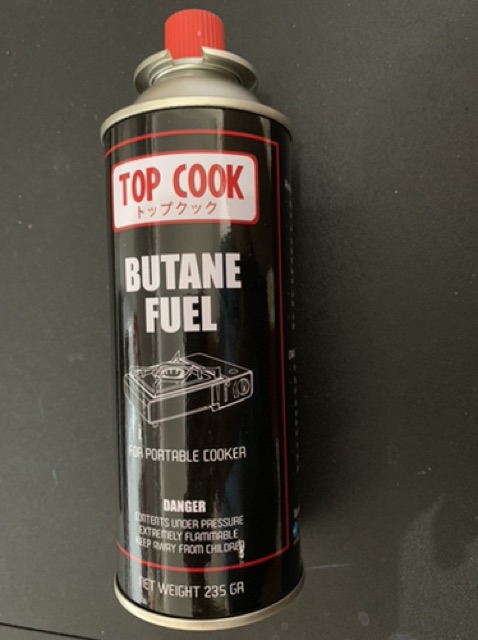 TOP COOK
トップクック
BUTANE
FUEL
FOR PORTABLE COOKER
DANGER
CONTENTS UNDER PRESSURE
EXTREMELY FLAMMABLE
KEEP AWAY FROM CHILDREN
NET WEIGHT 235 GR